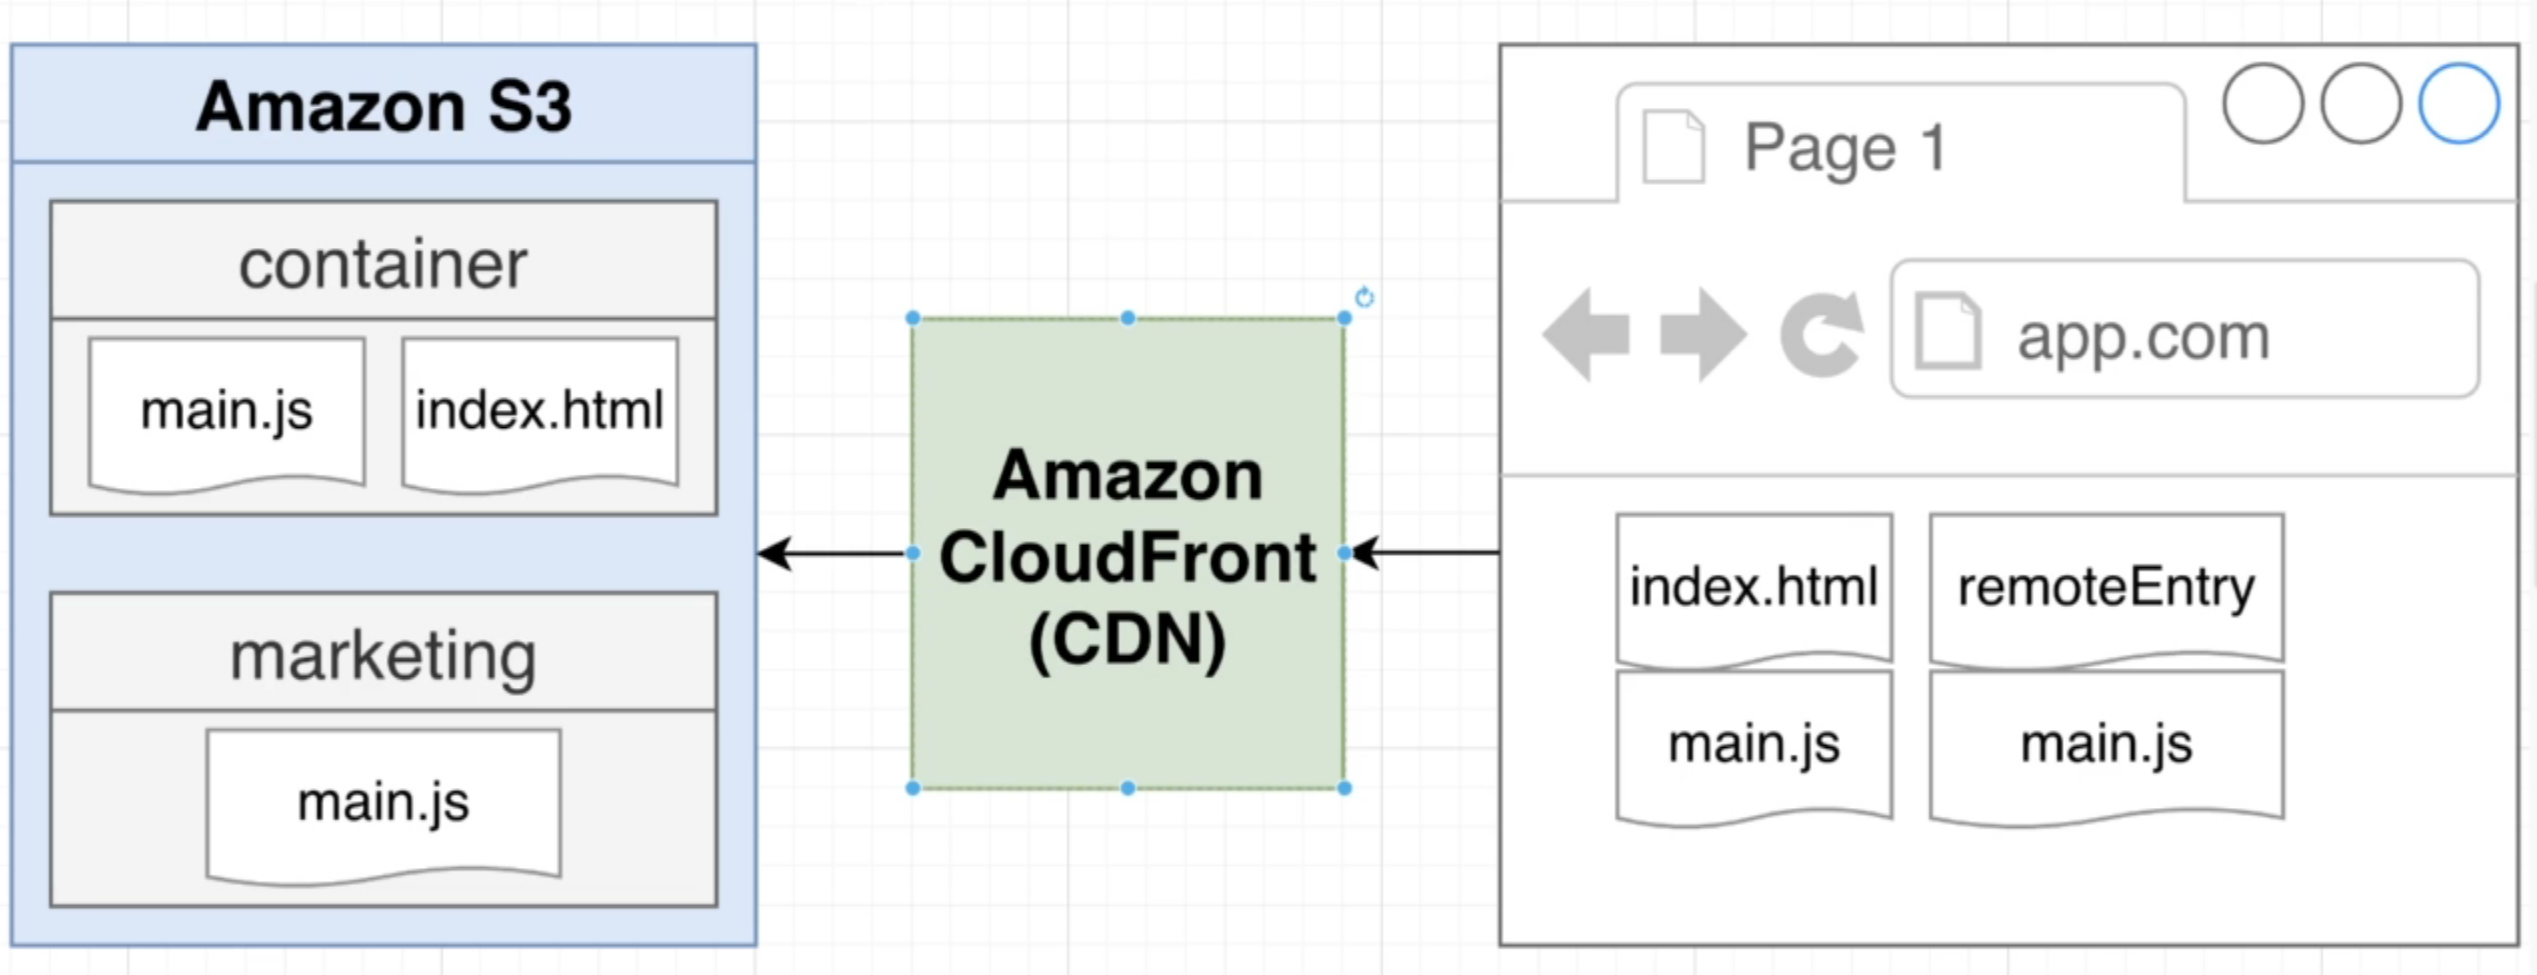 Amazon S3
container
main.js
index.html
marketing
main.js
Amazon
CloudFront
(CDN)
Page 1
app.com
index.html
remoteEntry
main.js
main.js